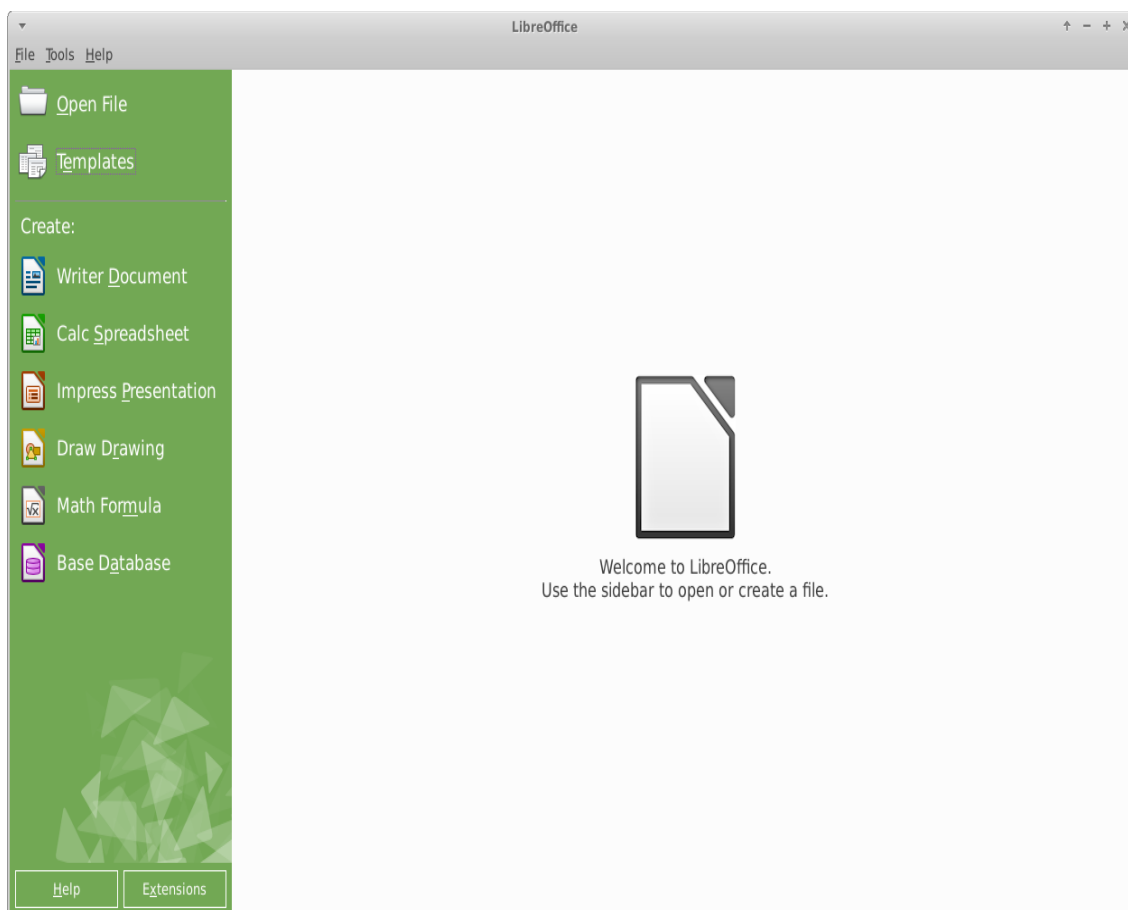 LibreOffice
File Tools Help
Open File
Templates
Create:
Writer Document
Calc Spreadsheet
Impress Presentation
Draw Drawing
Math Formula
Base Database
Welcome to LibreOffice.
Use the sidebar to open or create a file.
Help Extensions